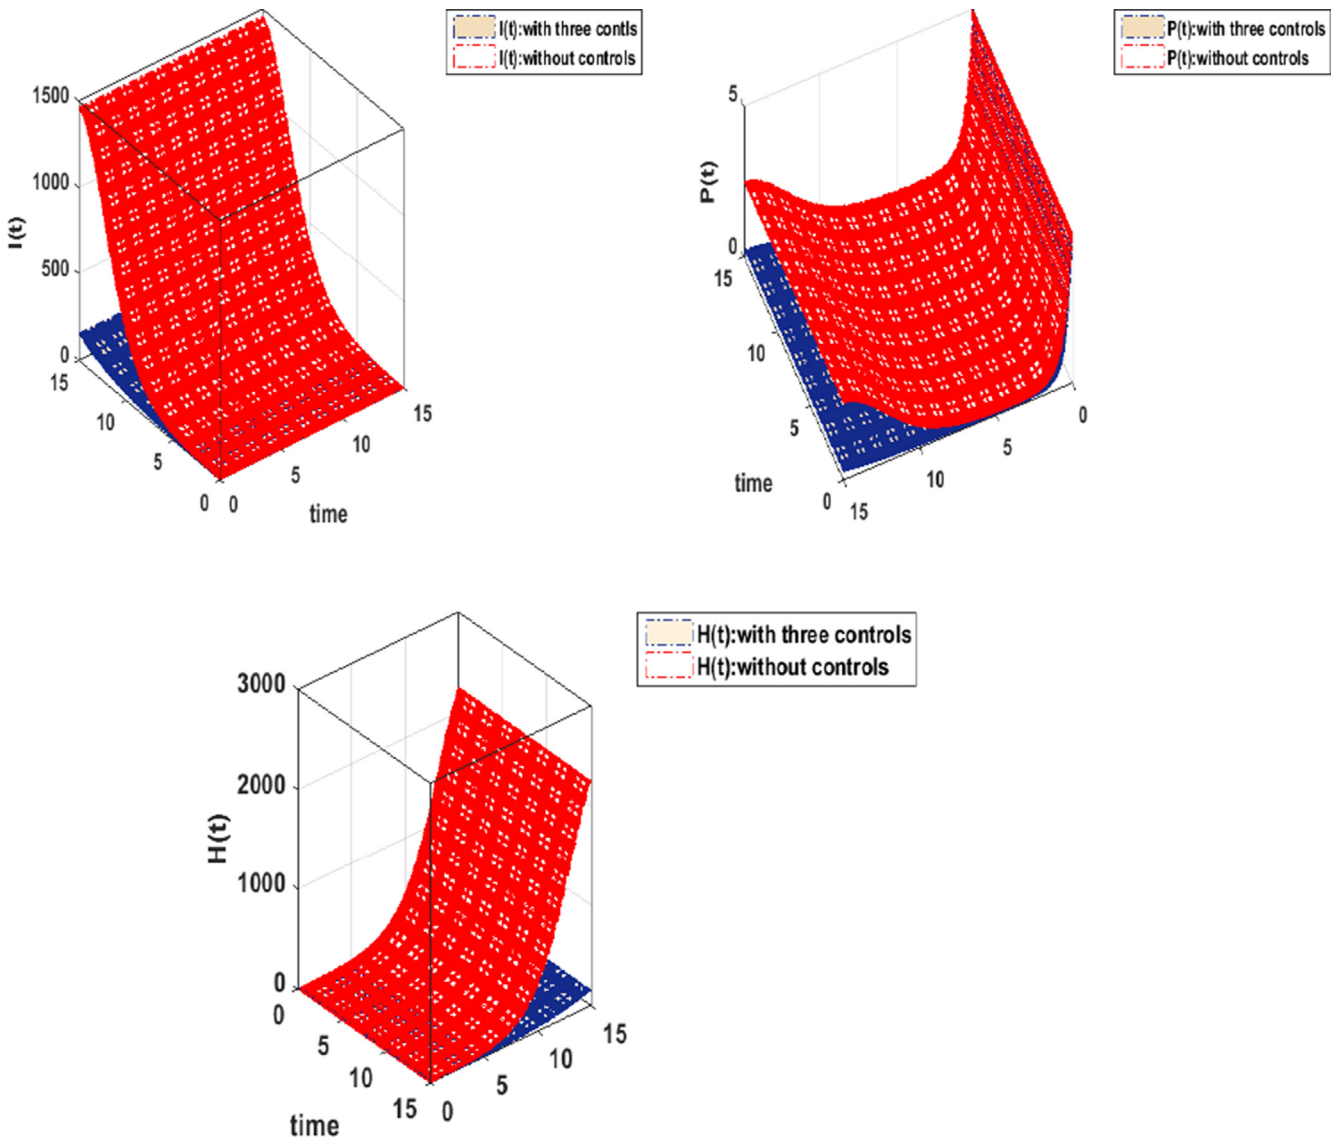 I(t):with three contls
I(t):without controls
1500
1000
500
0
I(t)
15
10
5
0
0
5
10
15
time
P(t):with three controls
P(t):without controls
5
0
P(t)
15
10
5
0
time
15
10
5
0
H(t):with three controls
H(t):without controls
3000
2000
1000
0
H(t)
0
5
10
15
time
0
5
10
15